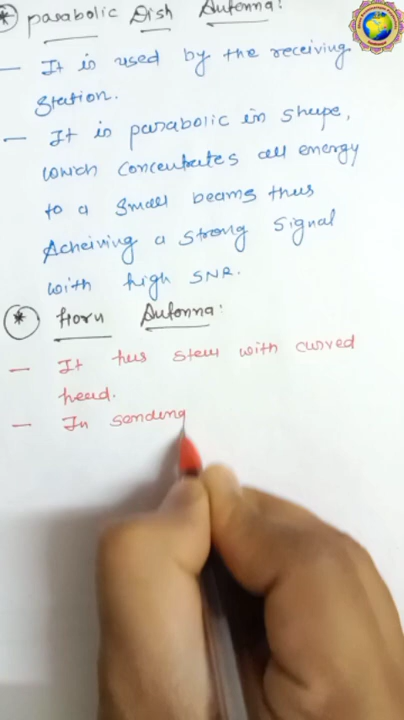 * parabolic Dish Antenna:
— It is used by the receiving
station.
— It is parabolic in shape,
which concentrates all energy
to a small beams thus
Acheiving a strong signal
with high SNR.
* Horn Antenna:
— It has stem with curved
head.
— In sending